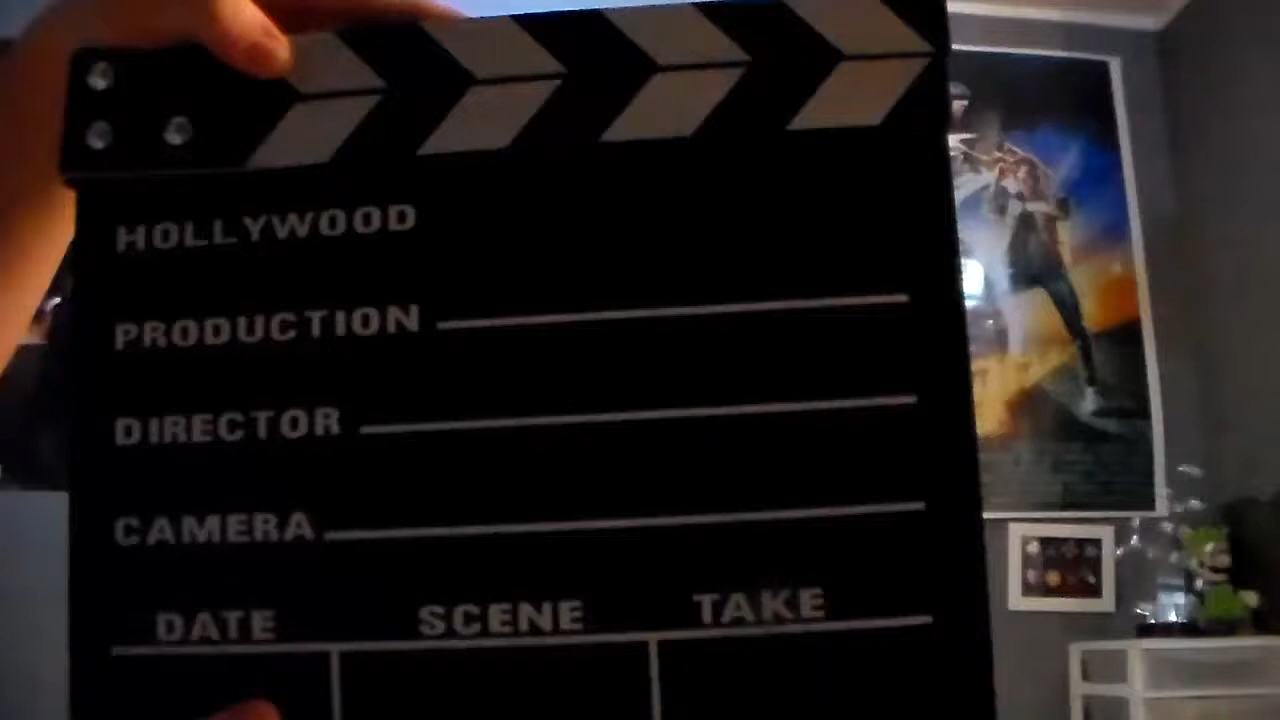 HOLLYWOOD
PRODUCTION
DIRECTOR
CAMERA
DATE SCENE TAKE